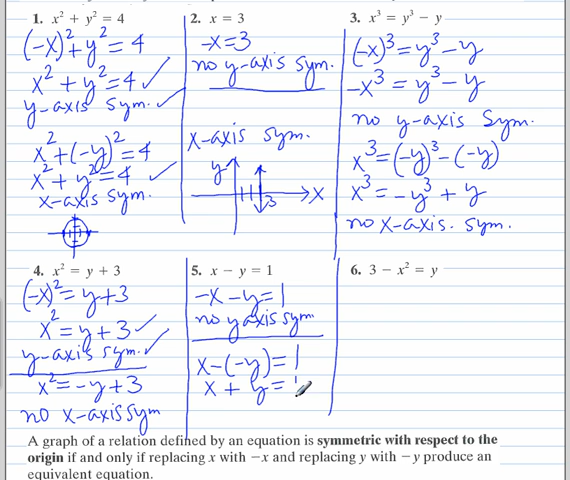 1. x² + y² = 4
(-x)² + y² = 4
x² + y² = 4 ✓
y-axis sym. ✓
x² + (-y)² = 4
x² + y² = 4 ✓
x-axis sym.
2. x = 3
-x = 3
no y-axis sym.
x-axis sym.
y
x
3
3. x³ = y³ − y
(-x)³ = y³ - y
-x³ = y³ - y
no y-axis Sym.
x³ = (-y)³ - (-y)
x³ = -y³ + y
no x-axis. sym.
4. x² = y + 3
(-x)² = y+3
x² = y+3 ✓
y-axis sym. ✓
x² = -y+3
no x-axis sym
5. x − y = 1
-x - y = 1
no y axis sym
x - (-y) = 1
x + y = 1
6. 3 − x² = y
A graph of a relation defined by an equation is symmetric with respect to the
origin if and only if replacing x with −x and replacing y with −y produce an
equivalent equation.